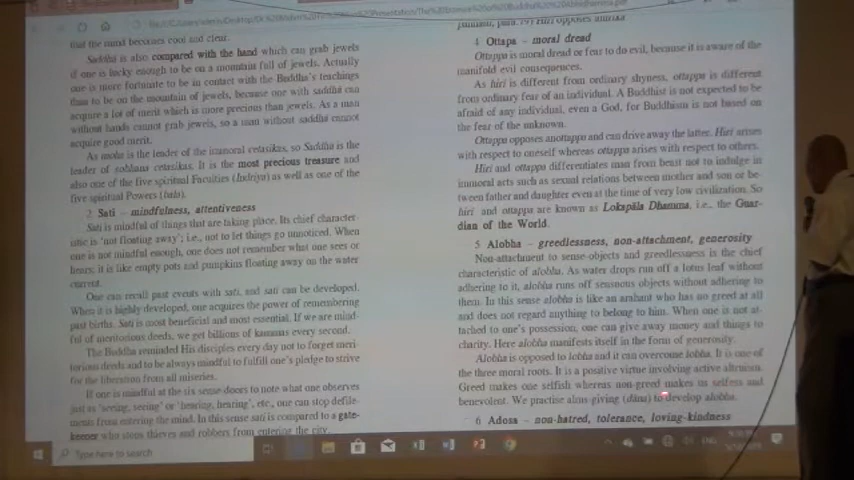 that the mind becomes cool and clear.
Saddhā is also compared with the hand which can grab jewels
if one is lucky enough to be on a mountain full of jewels. Actually
one is more fortunate to be in contact with the Buddha's teachings
than to be on the mountain of jewels, because one with saddhā can
acquire a lot of merit which is more precious than jewels. As a man
without hands cannot grab jewels, so a man without saddhā cannot
acquire good merit.
As moha is the leader of the immoral cetasikas, so Saddhā is the
leader of sobhana cetasikas. It is the most precious treasure and
also one of the five spiritual Faculties (Indriya) as well as one of the
five spiritual Powers (bala).
2 Sati – mindfulness, attentiveness
Sati is mindful of things that are taking place. Its chief character-
istic is 'not floating away'; i.e., not to let things go unnoticed. When
one is not mindful enough, one does not remember what one sees or
hears; it is like empty pots and pumpkins floating away on the water
current.
One can recall past events with sati, and sati can be developed.
When it is highly developed, one acquires the power of remembering
past births. Sati is most beneficial and most essential. If we are mind-
ful of meritorious deeds, we get billions of kammas every second.
The Buddha reminded His disciples every day not to forget meri-
torious deeds and to be always mindful to fulfill one's pledge to strive
for the liberation from all miseries.
If one is mindful at the six sense doors to note what one observes
just as 'seeing, seeing' or 'hearing, hearing', etc., one can stop defile-
ments from entering the mind. In this sense sati is compared to a gate-
keeper who stops thieves and robbers from entering the city.
Hirī opposes
4 Ottapa – moral dread
Ottappa is moral dread or fear to do evil, because it is aware of the
manifold evil consequences.
As hirī is different from ordinary shyness, ottappa is different
from ordinary fear of an individual. A Buddhist is not expected to be
afraid of any individual, even a God, for Buddhism is not based on
the fear of the unknown.
Ottappa opposes anottappa and can drive away the latter. Hirī arises
with respect to oneself whereas ottappa arises with respect to others.
Hirī and ottappa differentiates man from beast not to indulge in
immoral acts such as sexual relations between mother and son or be-
tween father and daughter even at the time of very low civilization. So
hirī and ottappa are known as Lokapāla Dhamma, i.e., the Guar-
dian of the World.
5 Alobha – greedlessness, non-attachment, generosity
Non-attachment to sense-objects and greedlessness is the chief
characteristic of alobha. As water drops run off a lotus leaf without
adhering to it, alobha runs off sensuous objects without adhering to
them. In this sense alobha is like an arahant who has no greed at all
and does not regard anything to belong to him. When one is not at-
tached to one's possession, one can give away money and things to
charity. Here alobha manifests itself in the form of generosity.
Alobha is opposed to lobha and it can overcome lobha. It is one of
the three moral roots. It is a positive virtue involving active altruism.
Greed makes one selfish whereas non-greed makes us selfless and
benevolent. We practise alms-giving (dāna) to develop alobha.
6 Adosa – non-hatred, tolerance, loving-kindness
Type here to search